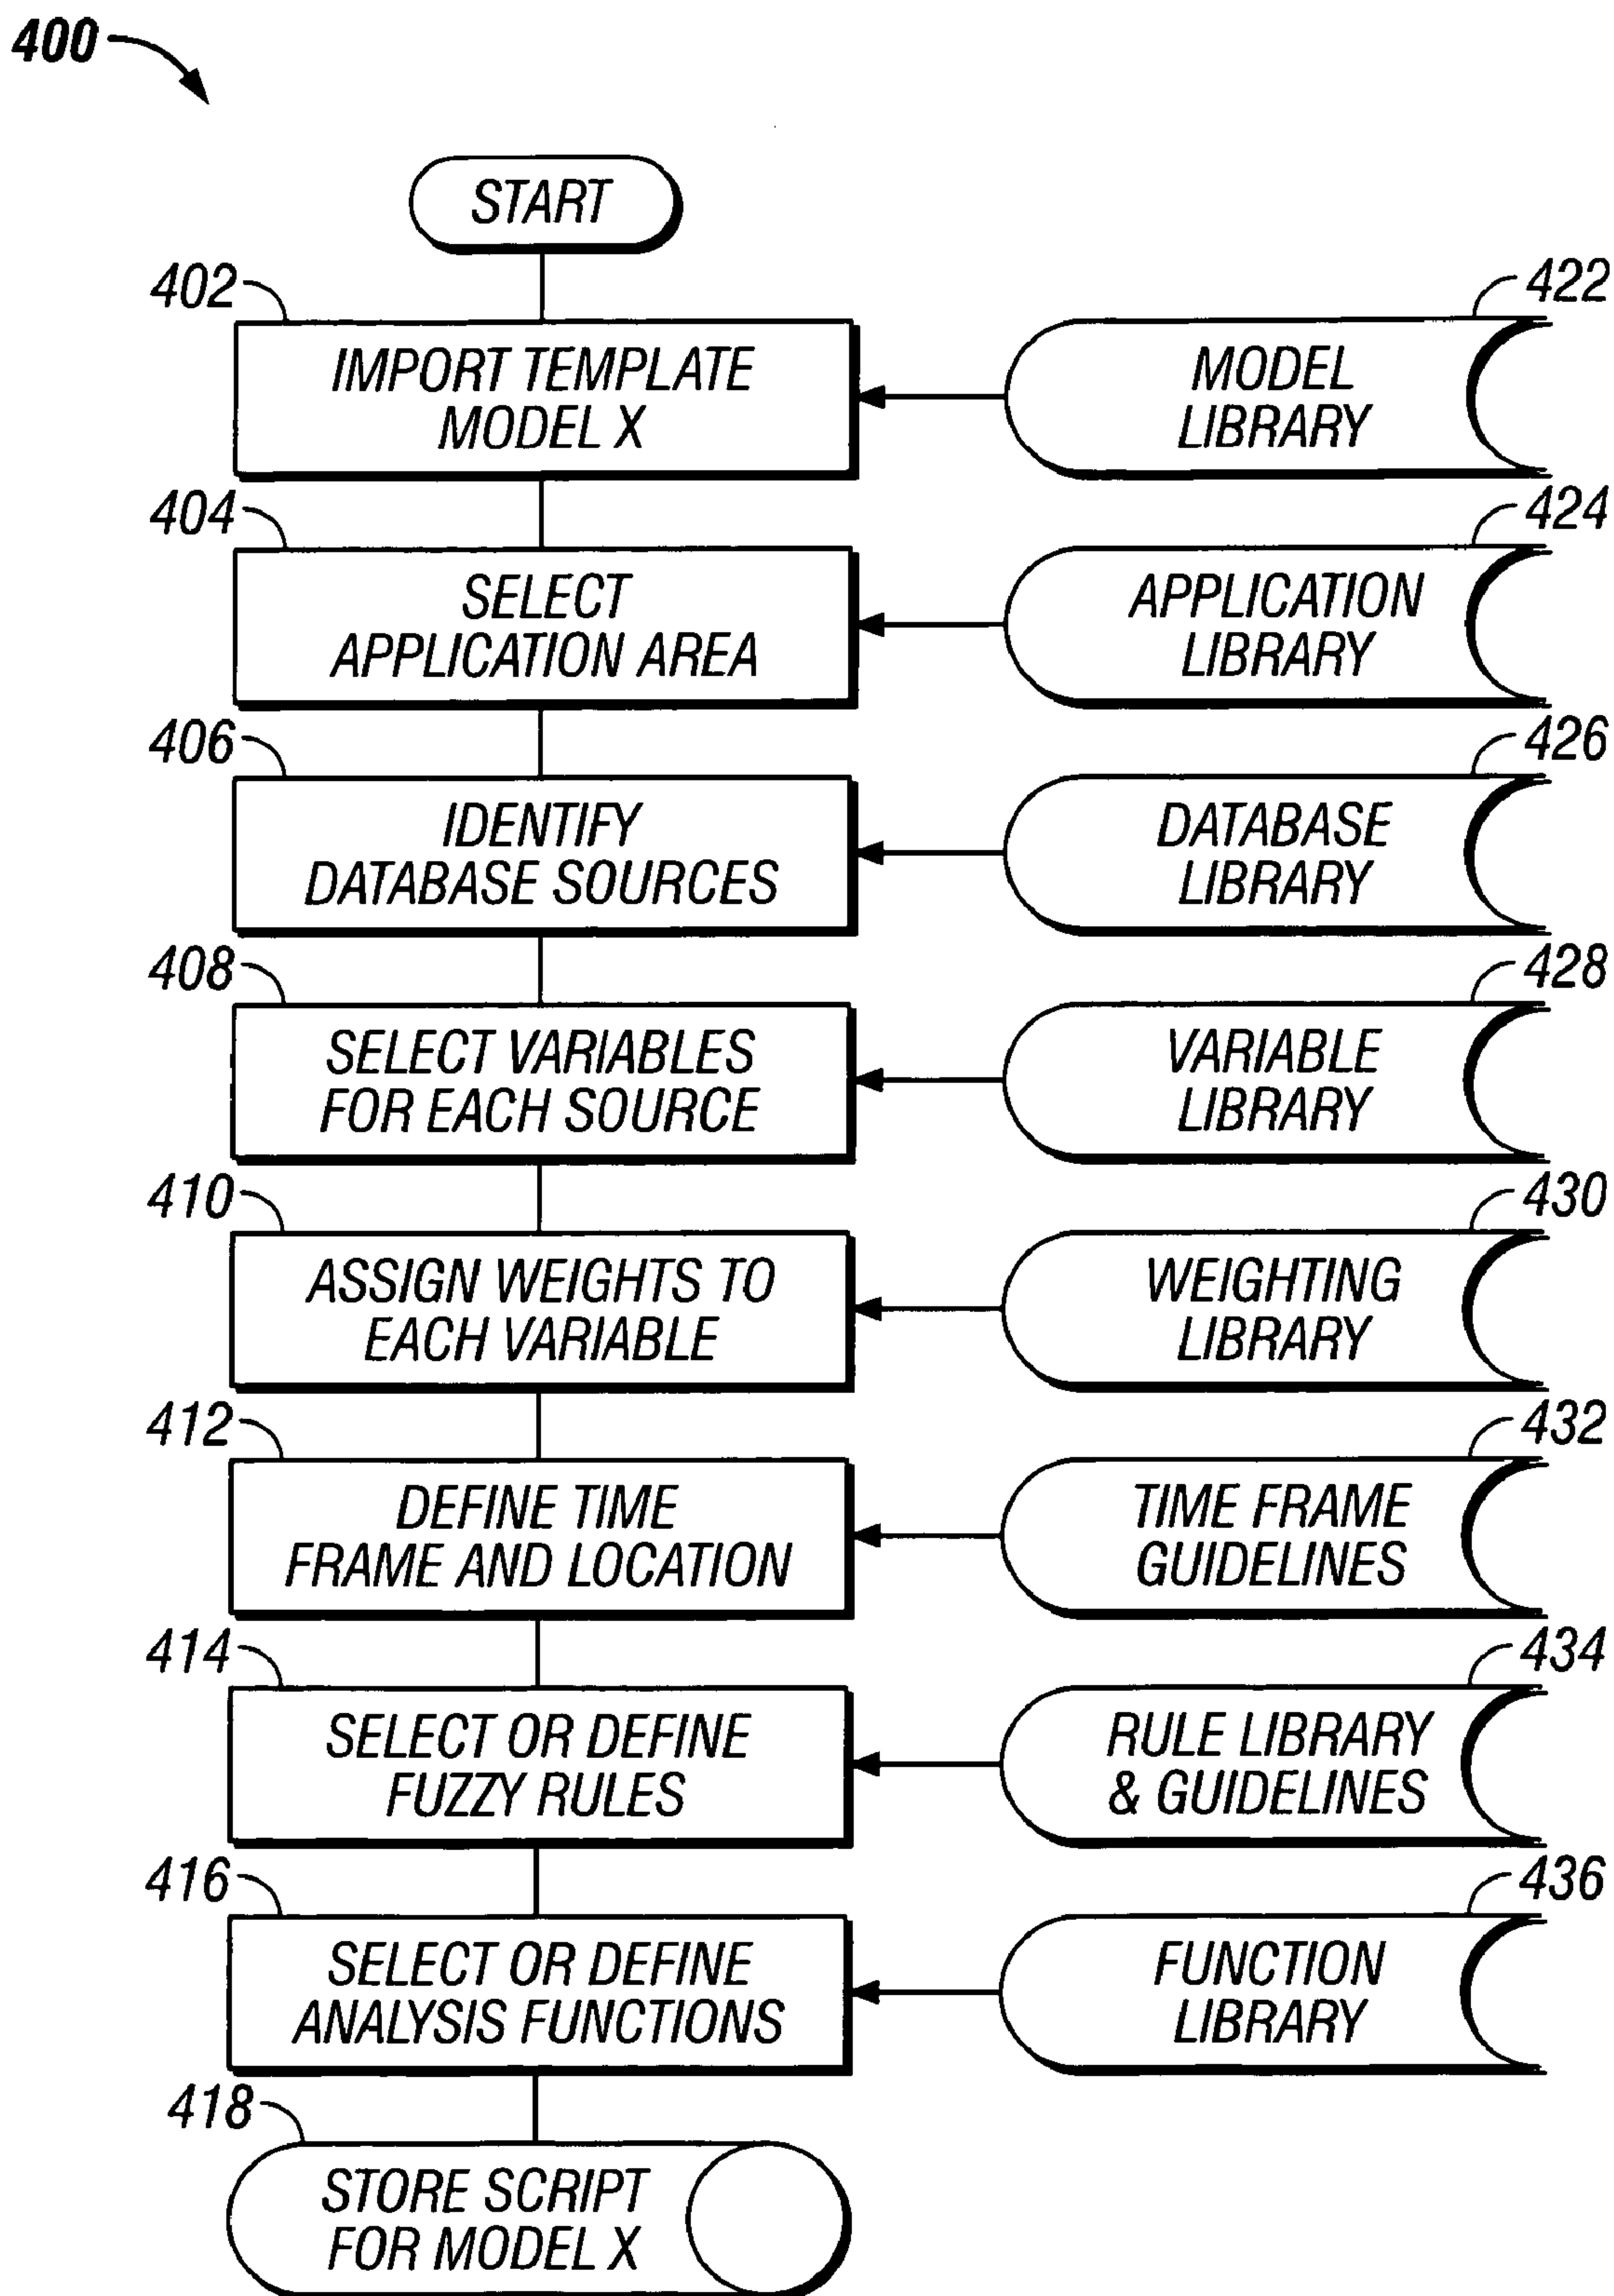 400
START
402
IMPORT TEMPLATE
MODEL X
422
MODEL
LIBRARY
404
SELECT
APPLICATION AREA
424
APPLICATION
LIBRARY
406
IDENTIFY
DATABASE SOURCES
426
DATABASE
LIBRARY
408
SELECT VARIABLES
FOR EACH SOURCE
428
VARIABLE
LIBRARY
410
ASSIGN WEIGHTS TO
EACH VARIABLE
430
WEIGHTING
LIBRARY
412
DEFINE TIME
FRAME AND LOCATION
432
TIME FRAME
GUIDELINES
414
SELECT OR DEFINE
FUZZY RULES
434
RULE LIBRARY
& GUIDELINES
416
SELECT OR DEFINE
ANALYSIS FUNCTIONS
436
FUNCTION
LIBRARY
418
STORE SCRIPT
FOR MODEL X